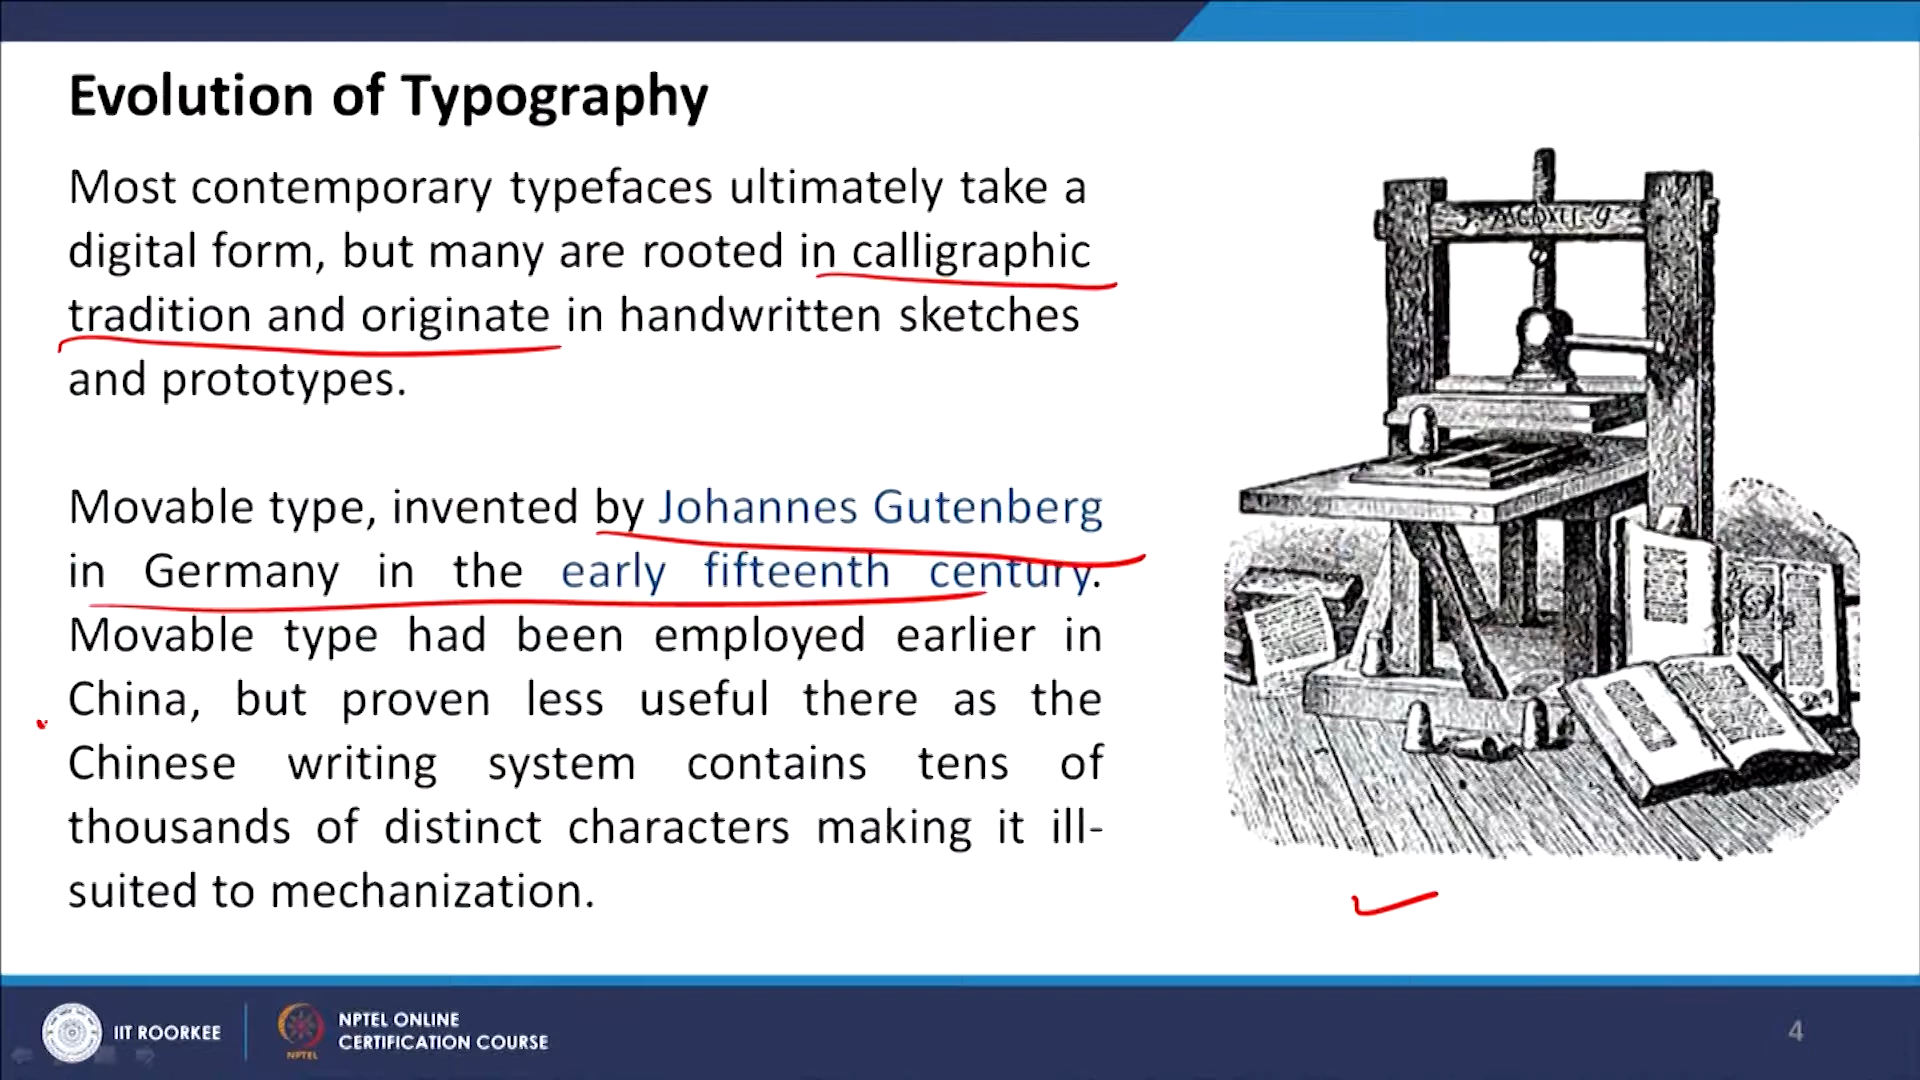 Evolution of Typography
Most contemporary typefaces ultimately take a
digital form, but many are rooted in calligraphic
tradition and originate in handwritten sketches
and prototypes.
Movable type, invented by Johannes Gutenberg
in Germany in the early fifteenth century.
Movable type had been employed earlier in
China, but proven less useful there as the
Chinese writing system contains tens of
thousands of distinct characters making it ill-
suited to mechanization.
IIT ROORKEE
NPTEL
NPTEL ONLINE
CERTIFICATION COURSE
4